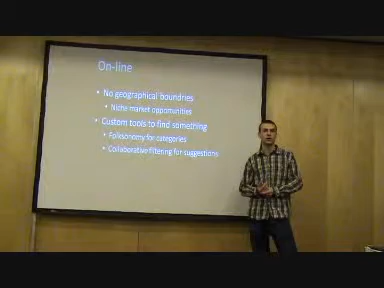 On-line
• No geographical boundries
• Niche market opportunities
• Custom tools to find something
• Folksonomy for categories
• Collaborative filtering for suggestions